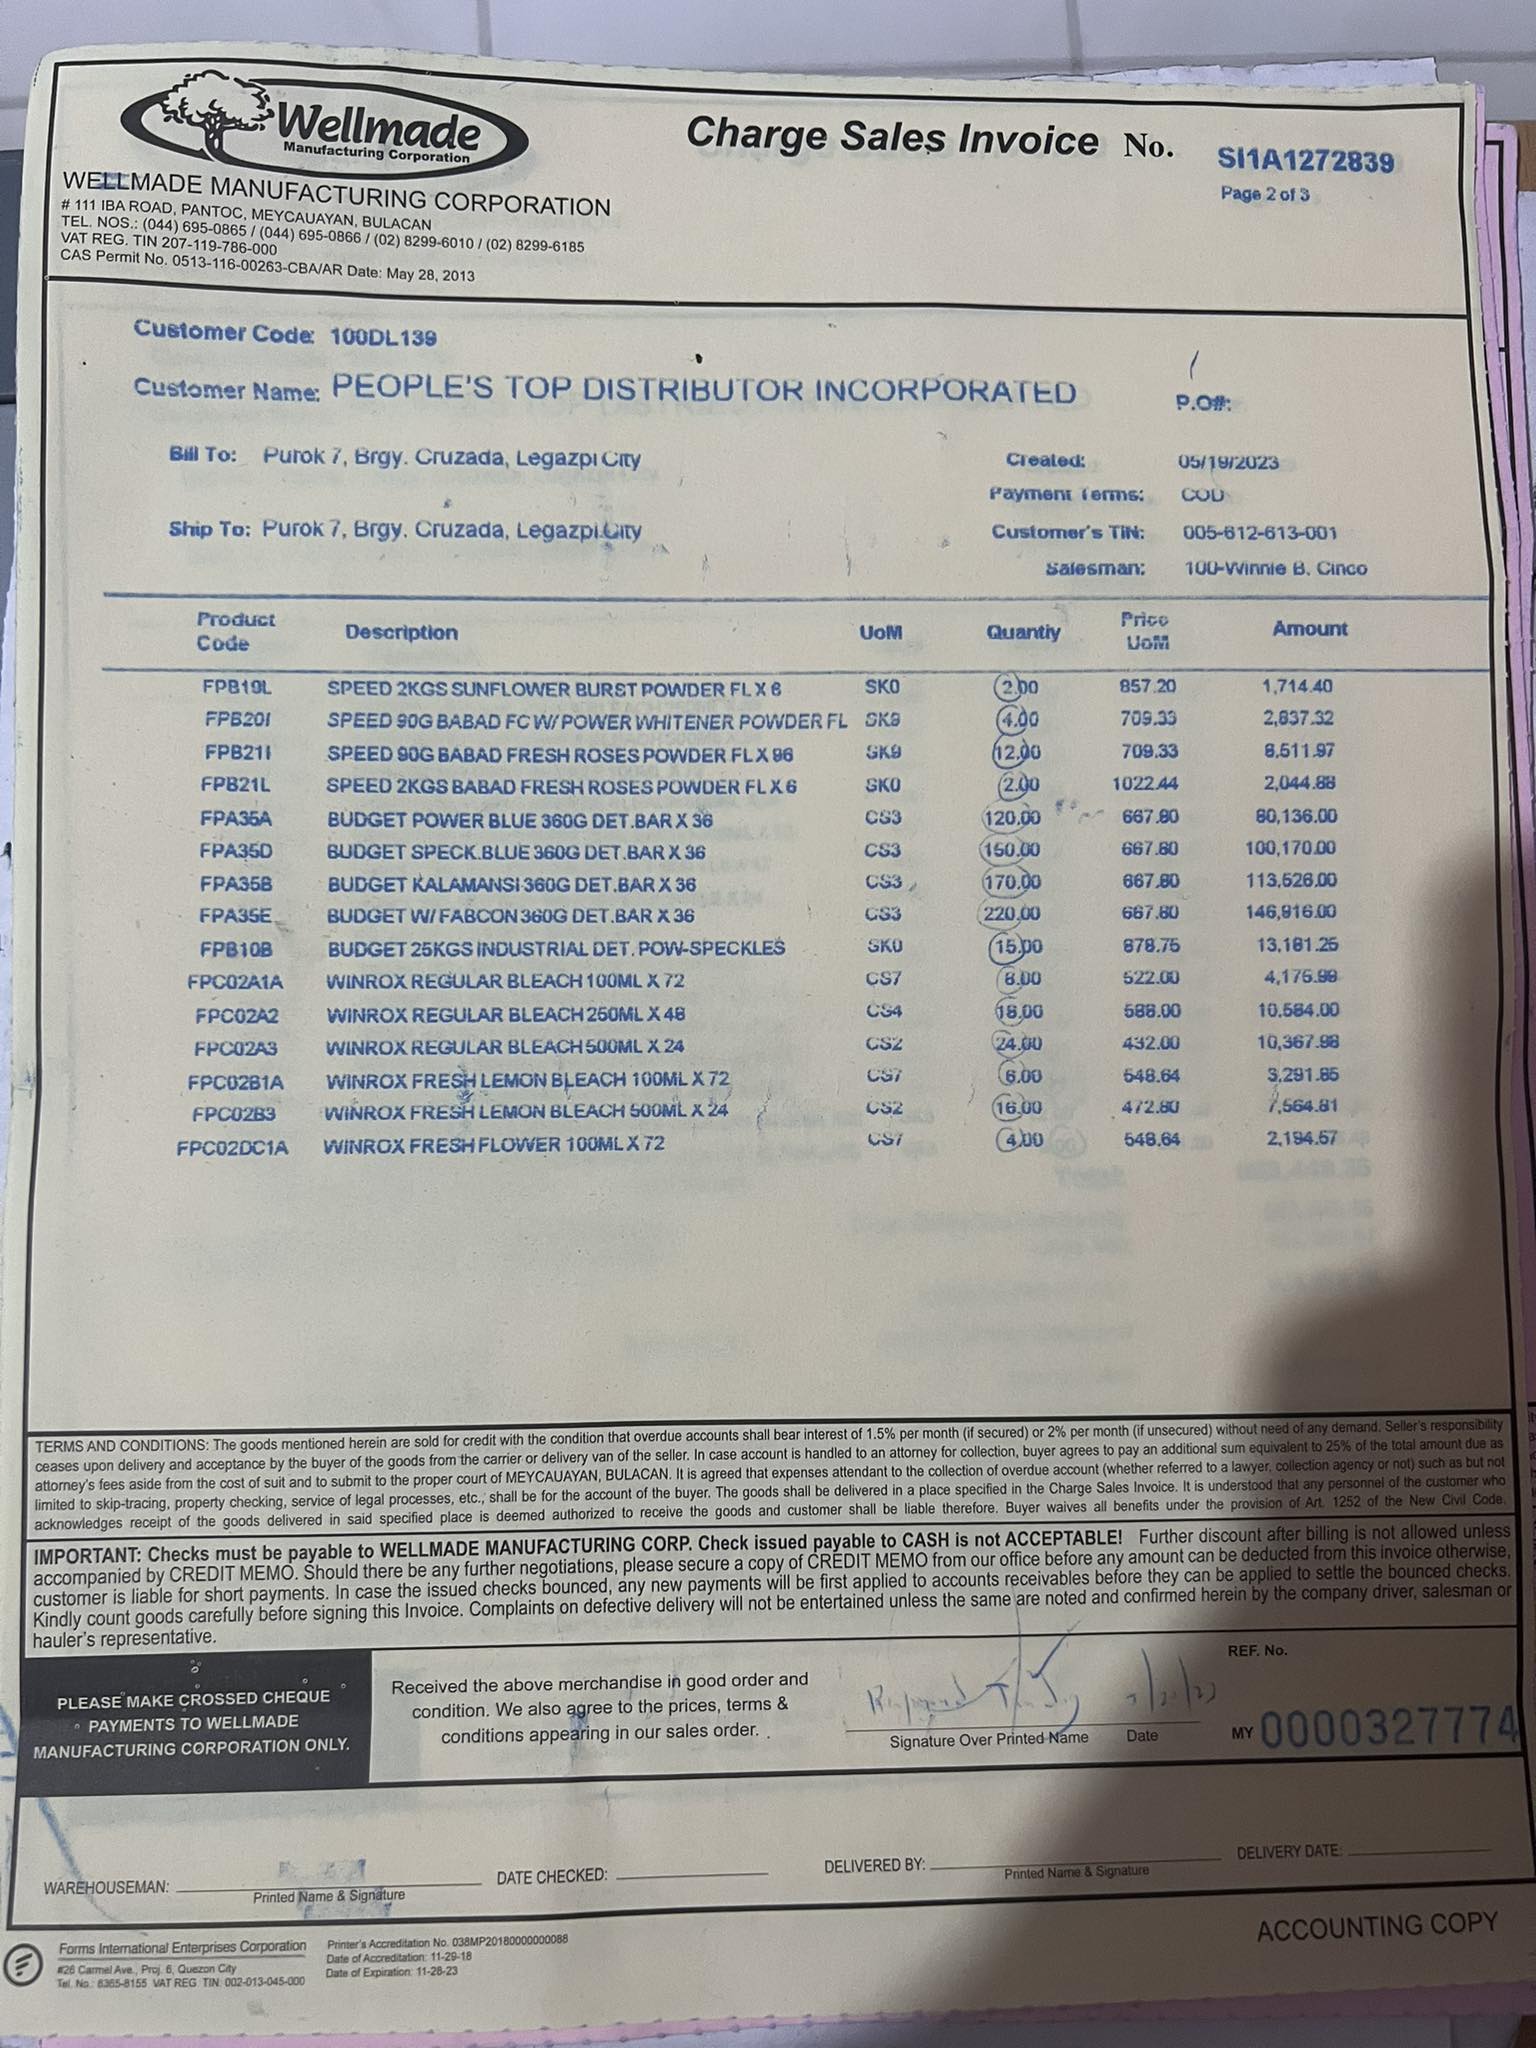 Wellmade
Manufacturing Corporation
Charge Sales Invoice No. SI1A1272839
Page 2 of 3
WELLMADE MANUFACTURING CORPORATION
# 111 IBA ROAD, PANTOC, MEYCAUAYAN, BULACAN
TEL. NOS.: (044) 695-0865 / (044) 695-0866 / (02) 8299-6010 / (02) 8299-6185
VAT REG. TIN 207-119-786-000
CAS Permit No. 0513-116-00263-CBA/AR Date: May 28, 2013
Customer Code: 100DL139
Customer Name: PEOPLE'S TOP DISTRIBUTOR INCORPORATED P.O#:
Bill To: Purok 7, Brgy. Cruzada, Legazpi City Created: 05/19/2023
Payment Terms: COD
Ship To: Purok 7, Brgy. Cruzada, Legazpi City Customer's TIN: 005-612-613-001
Salesman: 100-Winnie B. Cinco
Product Code Description UoM Quantiy Price UoM Amount
FPB19L SPEED 2KGS SUNFLOWER BURST POWDER FL X 6 SK0 2.00 857.20 1,714.40
FPB20I SPEED 90G BABAD FC W/ POWER WHITENER POWDER FL SK9 4.00 709.33 2,837.32
FPB21I SPEED 90G BABAD FRESH ROSES POWDER FL X 96 SK9 12.00 709.33 8,511.97
FPB21L SPEED 2KGS BABAD FRESH ROSES POWDER FL X 6 SK0 2.00 1022.44 2,044.88
FPA35A BUDGET POWER BLUE 360G DET.BAR X 36 CS3 120.00 667.80 80,136.00
FPA35D BUDGET SPECK.BLUE 360G DET.BAR X 36 CS3 150.00 667.80 100,170.00
FPA35B BUDGET KALAMANSI 360G DET.BAR X 36 CS3 170.00 667.80 113,526.00
FPA35E BUDGET W/ FABCON 360G DET.BAR X 36 CS3 220.00 667.80 146,916.00
FPB10B BUDGET 25KGS INDUSTRIAL DET. POW-SPECKLES SK0 15.00 878.75 13,181.25
FPC02A1A WINROX REGULAR BLEACH 100ML X 72 CS7 8.00 522.00 4,175.98
FPC02A2 WINROX REGULAR BLEACH 250ML X 48 CS4 18.00 588.00 10,584.00
FPC02A3 WINROX REGULAR BLEACH 500ML X 24 CS2 24.00 432.00 10,367.98
FPC02B1A WINROX FRESH LEMON BLEACH 100ML X 72 CS7 6.00 548.64 3,291.85
FPC02B3 WINROX FRESH LEMON BLEACH 500ML X 24 CS2 16.00 472.80 7,564.81
FPC02DC1A WINROX FRESH FLOWER 100ML X 72 CS7 4.00 548.64 2,194.57
TERMS AND CONDITIONS: The goods mentioned herein are sold for credit with the condition that overdue accounts shall bear interest of 1.5% per month (if secured) or 2% per month (if unsecured) without need of any demand. Seller's responsibility
ceases upon delivery and acceptance by the buyer of the goods from the carrier or delivery van of the seller. In case account is handled to an attorney for collection, buyer agrees to pay an additional sum equivalent to 25% of the total amount due as
attorney's fees aside from the cost of suit and to submit to the proper court of MEYCAUAYAN, BULACAN. It is agreed that expenses attendant to the collection of overdue account (whether referred to a lawyer, collection agency or not) such as but not
limited to skip-tracing, property checking, service of legal processes, etc., shall be for the account of the buyer. The goods shall be delivered in a place specified in the Charge Sales Invoice. It is understood that any personnel of the customer who
acknowledges receipt of the goods delivered in said specified place is deemed authorized to receive the goods and customer shall be liable therefore. Buyer waives all benefits under the provision of Art. 1252 of the New Civil Code.
IMPORTANT: Checks must be payable to WELLMADE MANUFACTURING CORP. Check issued payable to CASH is not ACCEPTABLE! Further discount after billing is not allowed unless
accompanied by CREDIT MEMO. Should there be any further negotiations, please secure a copy of CREDIT MEMO from our office before any amount can be deducted from this invoice otherwise,
customer is liable for short payments. In case the issued checks bounced, any new payments will be first applied to accounts receivables before they can be applied to settle the bounced checks.
Kindly count goods carefully before signing this Invoice. Complaints on defective delivery will not be entertained unless the same are noted and confirmed herein by the company driver, salesman or
hauler's representative.
PLEASE MAKE CROSSED CHEQUE
PAYMENTS TO WELLMADE
MANUFACTURING CORPORATION ONLY.
Received the above merchandise in good order and
condition. We also agree to the prices, terms &
conditions appearing in our sales order.
Signature Over Printed Name Date
REF. No.
MY 0000327774
WAREHOUSEMAN: DATE CHECKED: DELIVERED BY: DELIVERY DATE:
Printed Name & Signature Printed Name & Signature
ACCOUNTING COPY
Forms International Enterprises Corporation
#26 Carmel Ave., Proj. 6, Quezon City
Tel. No.: 8365-8155 VAT REG TIN: 002-013-045-000
Printer's Accreditation No. 038MP20180000000088
Date of Accreditation: 11-29-18
Date of Expiration: 11-28-23